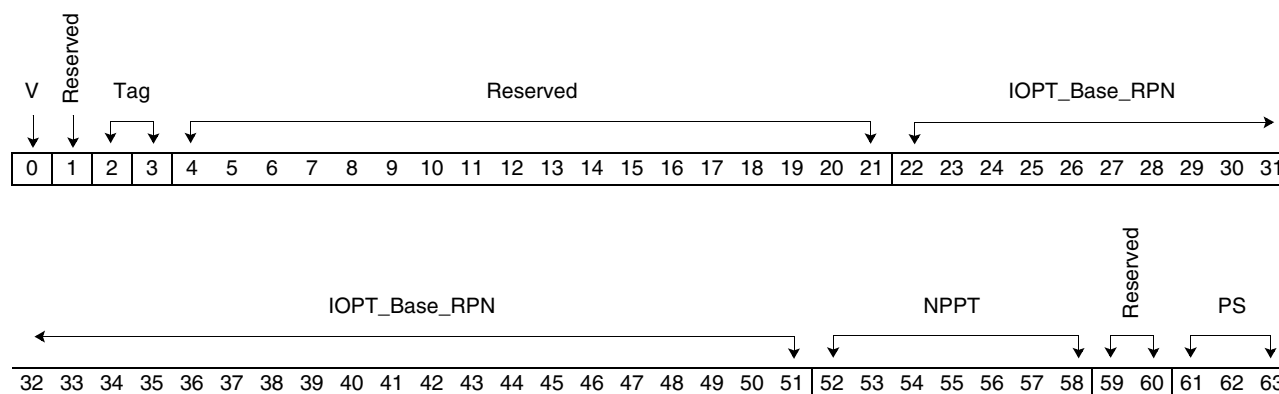 V Reserved Tag Reserved IOPT_Base_RPN
0 1 2 3 4 5 6 7 8 9 10 11 12 13 14 15 16 17 18 19 20 21 22 23 24 25 26 27 28 29 30 31
IOPT_Base_RPN NPPT Reserved PS
32 33 34 35 36 37 38 39 40 41 42 43 44 45 46 47 48 49 50 51 52 53 54 55 56 57 58 59 60 61 62 63